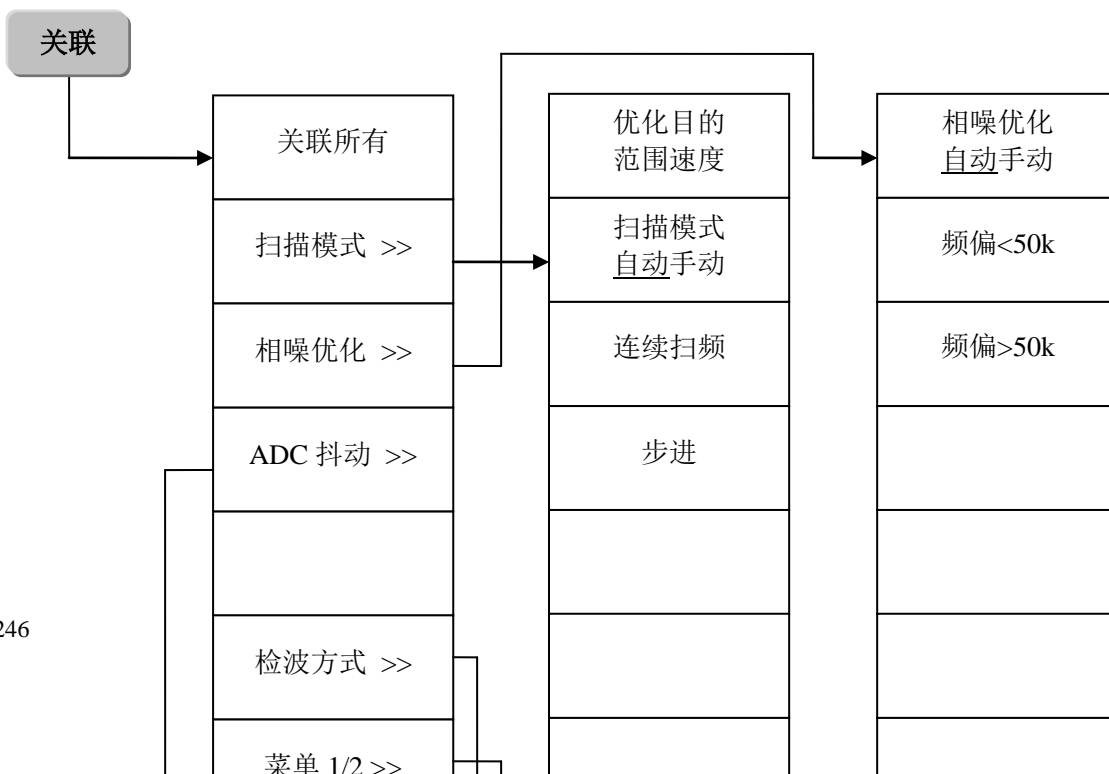 关联
关联所有
扫描模式 >>
相噪优化 >>
ADC 抖动 >>
检波方式 >>
菜单 1/2 >>
优化目的
范围速度
扫描模式
自动手动
连续扫频
步进
相噪优化
自动手动
频偏<50k
频偏>50k
246